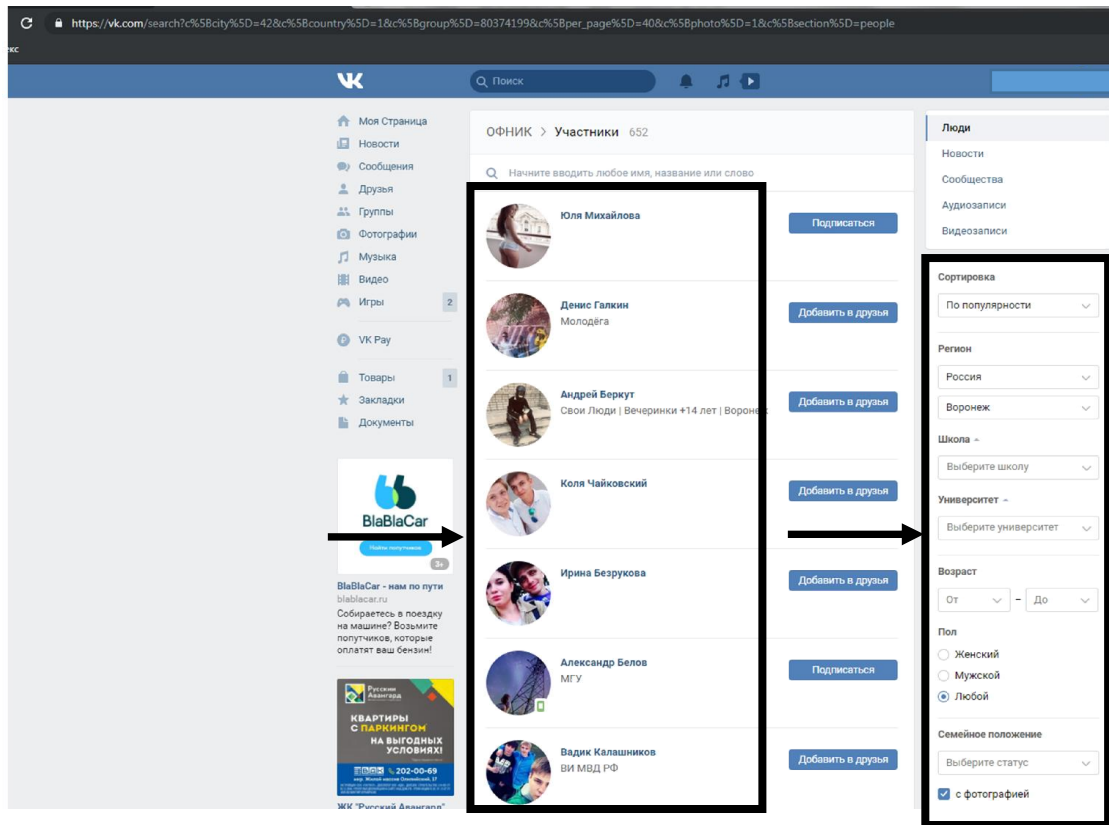 https://vk.com/search?c%5Bcity%5D=42&c%5Bcountry%5D=1&c%5Bgroup%5D=80374199&c%5Bper_page%5D=40&c%5Bphoto%5D=1&c%5Bsection%5D=people
Поиск
Моя Страница
Новости
Сообщения
Друзья
Группы
Фотографии
Музыка
Видео
Игры 2
VK Pay
Товары 1
Закладки
Документы
BlaBlaCar
Найти попутчиков
3+
BlaBlaCar - нам по пути
blablacar.ru
Собираетесь в поездку
на машине? Возьмите
попутчиков, которые
оплатят ваш бензин!
Русский
Авангард
КВАРТИРЫ
С ПАРКИНГОМ
НА ВЫГОДНЫХ
УСЛОВИЯХ!
202-00-69
ЖК "Русский Авангард"
ОФНИК > Участники 652
Начните вводить любое имя, название или слово
Юля Михайлова
Подписаться
Денис Галкин
Молодёга
Добавить в друзья
Андрей Беркут
Свои Люди | Вечеринки +14 лет | Воронеж
Добавить в друзья
Коля Чайковский
Добавить в друзья
Ирина Безрукова
Добавить в друзья
Александр Белов
МГУ
Подписаться
Вадик Калашников
ВИ МВД РФ
Добавить в друзья
Люди
Новости
Сообщества
Аудиозаписи
Видеозаписи
Сортировка
По популярности
Регион
Россия
Воронеж
Школа
Выберите школу
Университет
Выберите университет
Возраст
От – До
Пол
Женский
Мужской
Любой
Семейное положение
Выберите статус
с фотографией